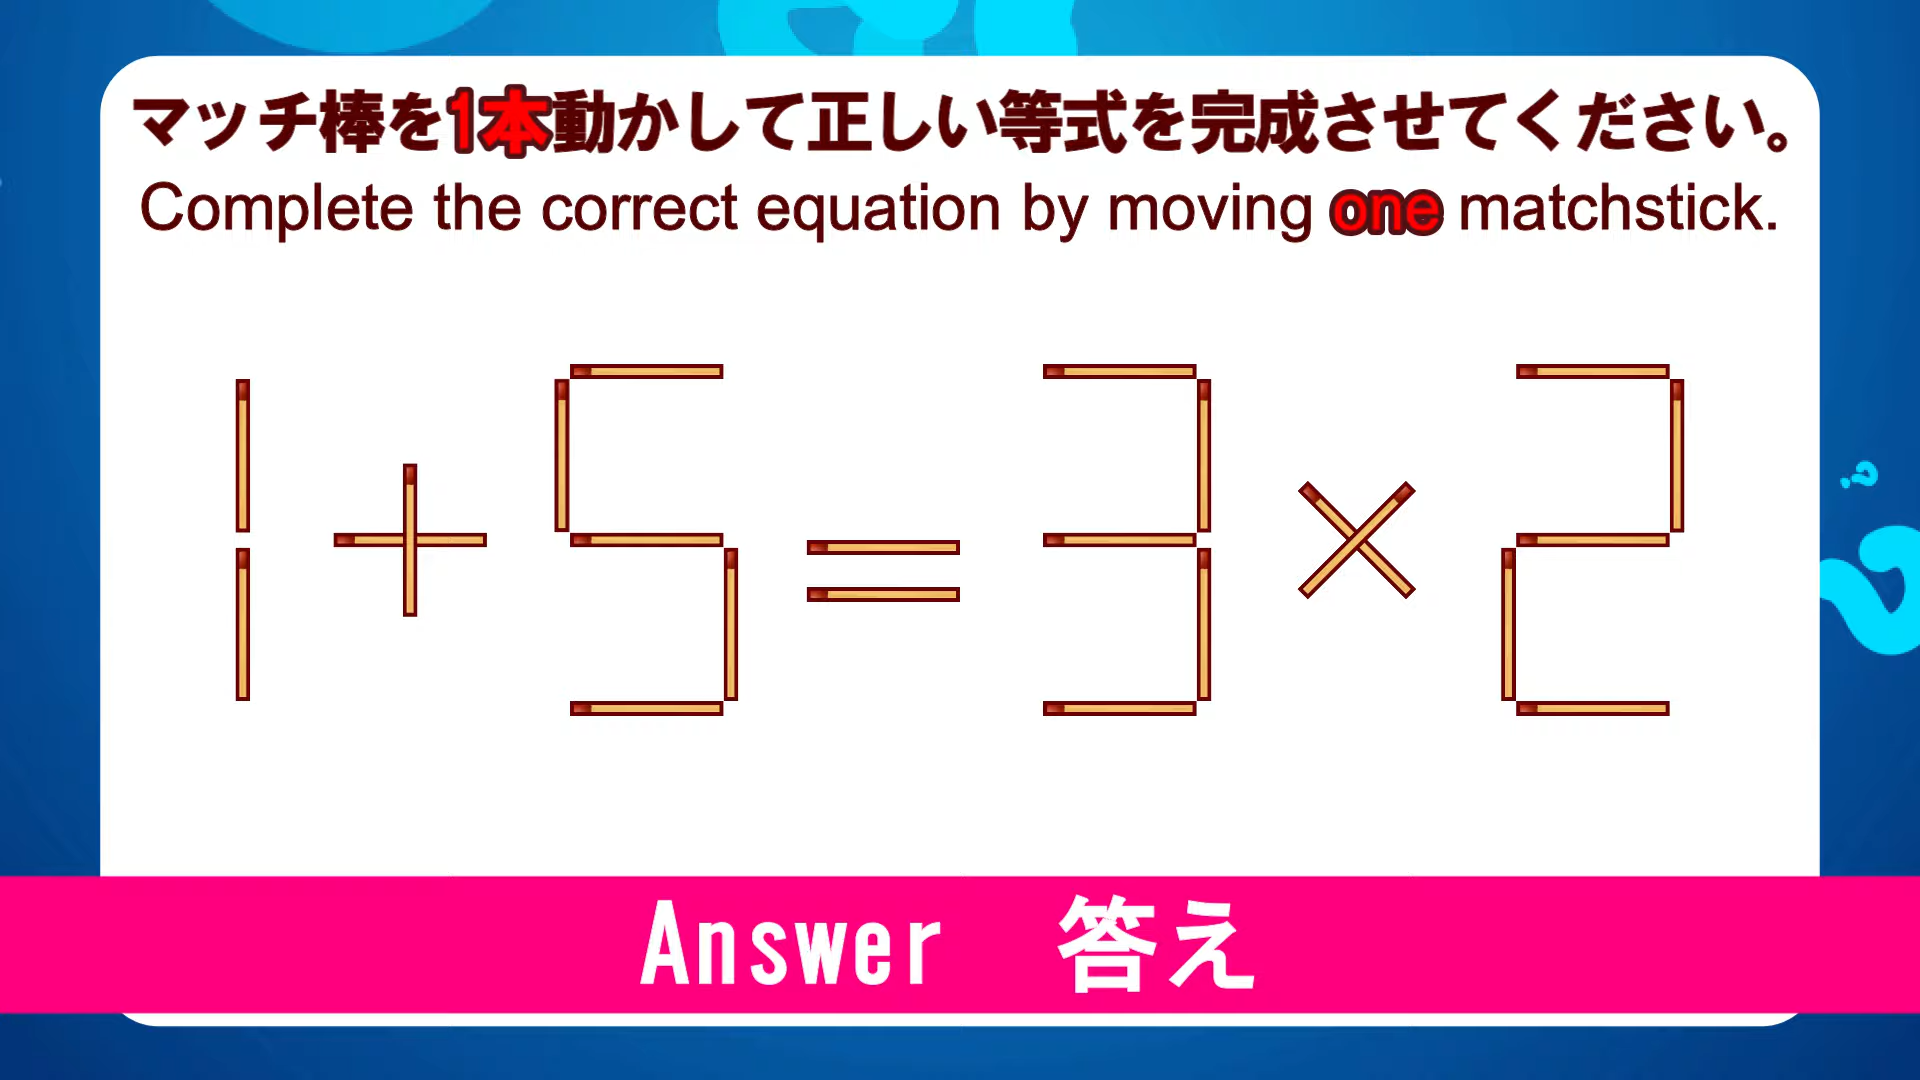 マッチ棒を1本動かして正しい等式を完成させてください。
Complete the correct equation by moving one matchstick.
1+5=3×2
Answer 答え